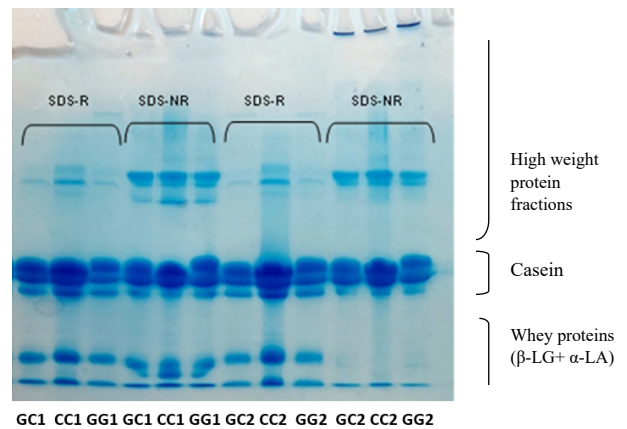 SDS-R SDS-NR SDS-R SDS-NR
High weight
protein
fractions
Casein
Whey proteins
(β-LG+ α-LA)
GC1 CC1 GG1 GC1 CC1 GG1 GC2 CC2 GG2 GC2 CC2 GG2